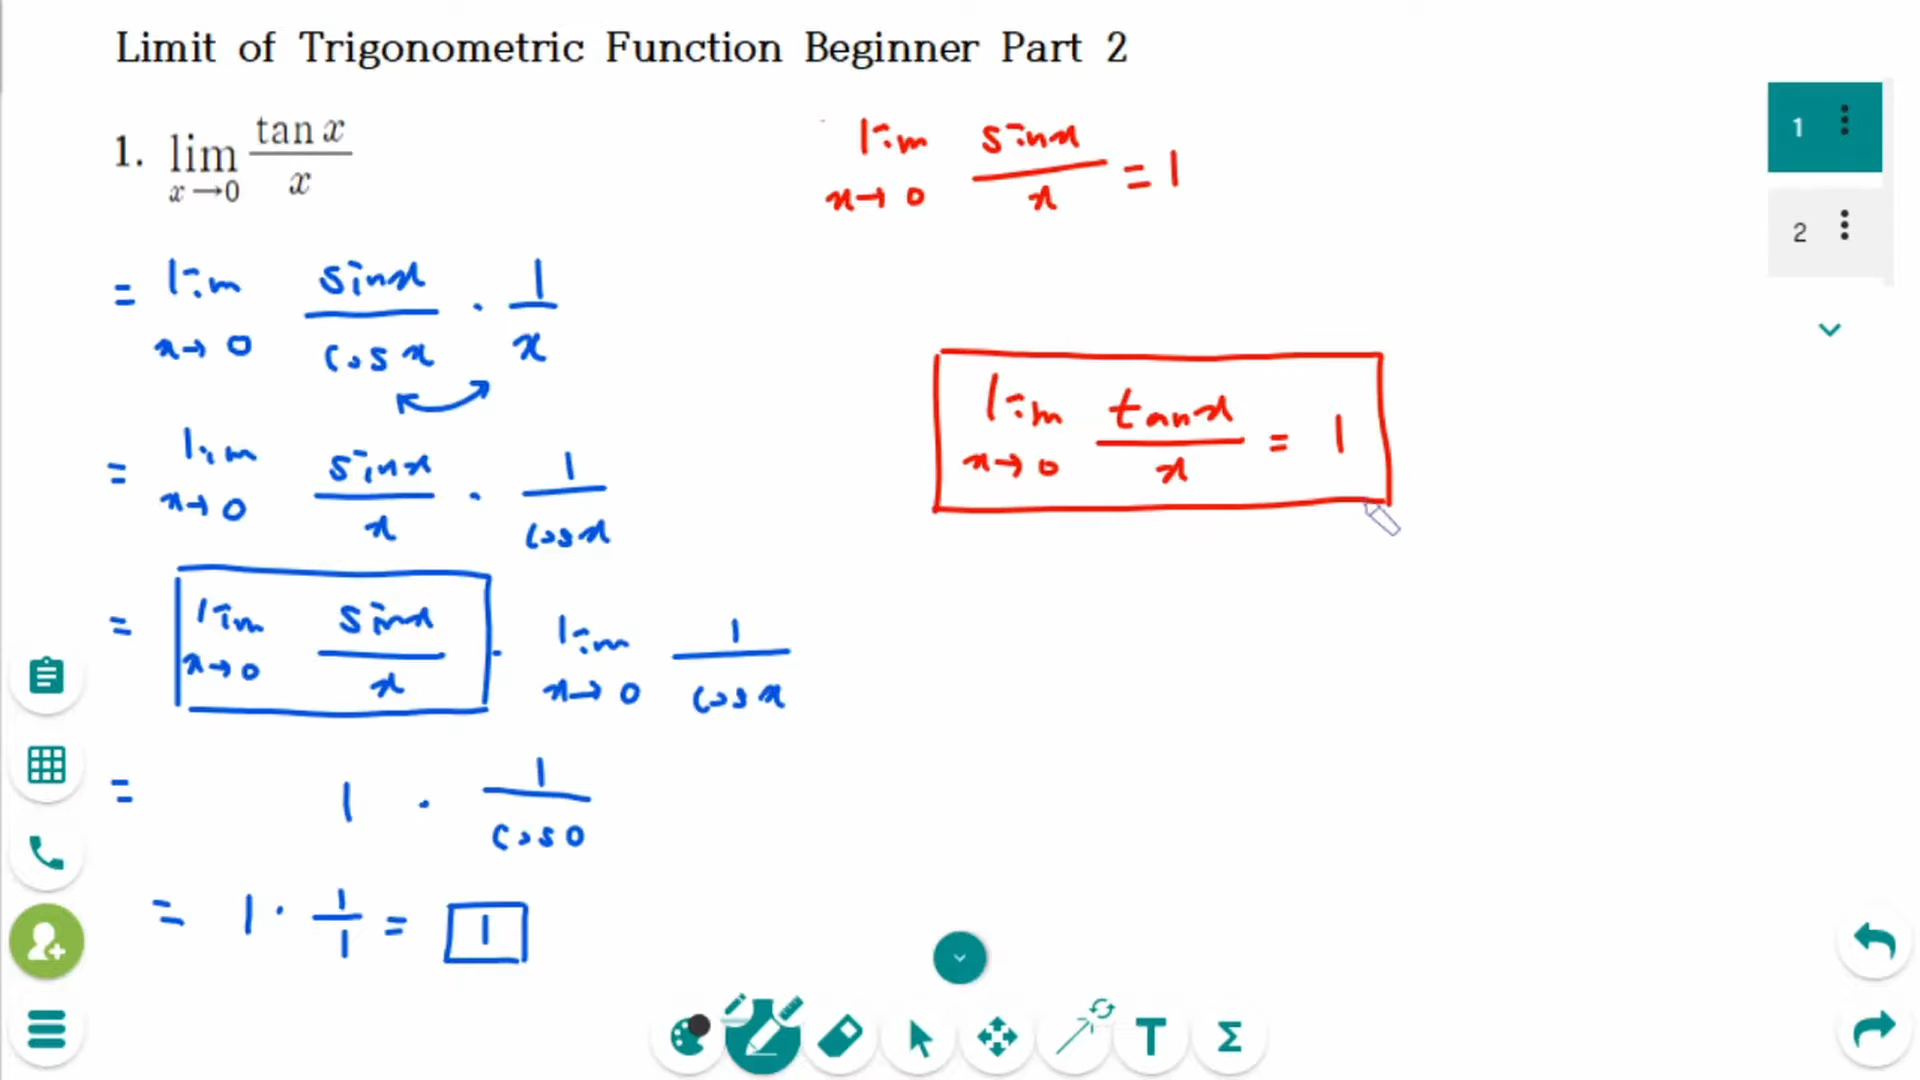 Limit of Trigonometric Function Beginner Part 2
1. lim x→0 tan x / x
lim x→0 sin x / x = 1
= lim x→0 sin x / cos x · 1 / x
= lim x→0 sin x / x · 1 / cos x
= lim x→0 sin x / x · lim x→0 1 / cos x
= 1 · 1 / cos 0
= 1 · 1 / 1 = 1
lim x→0 tan x / x = 1
1
2
T
Σ